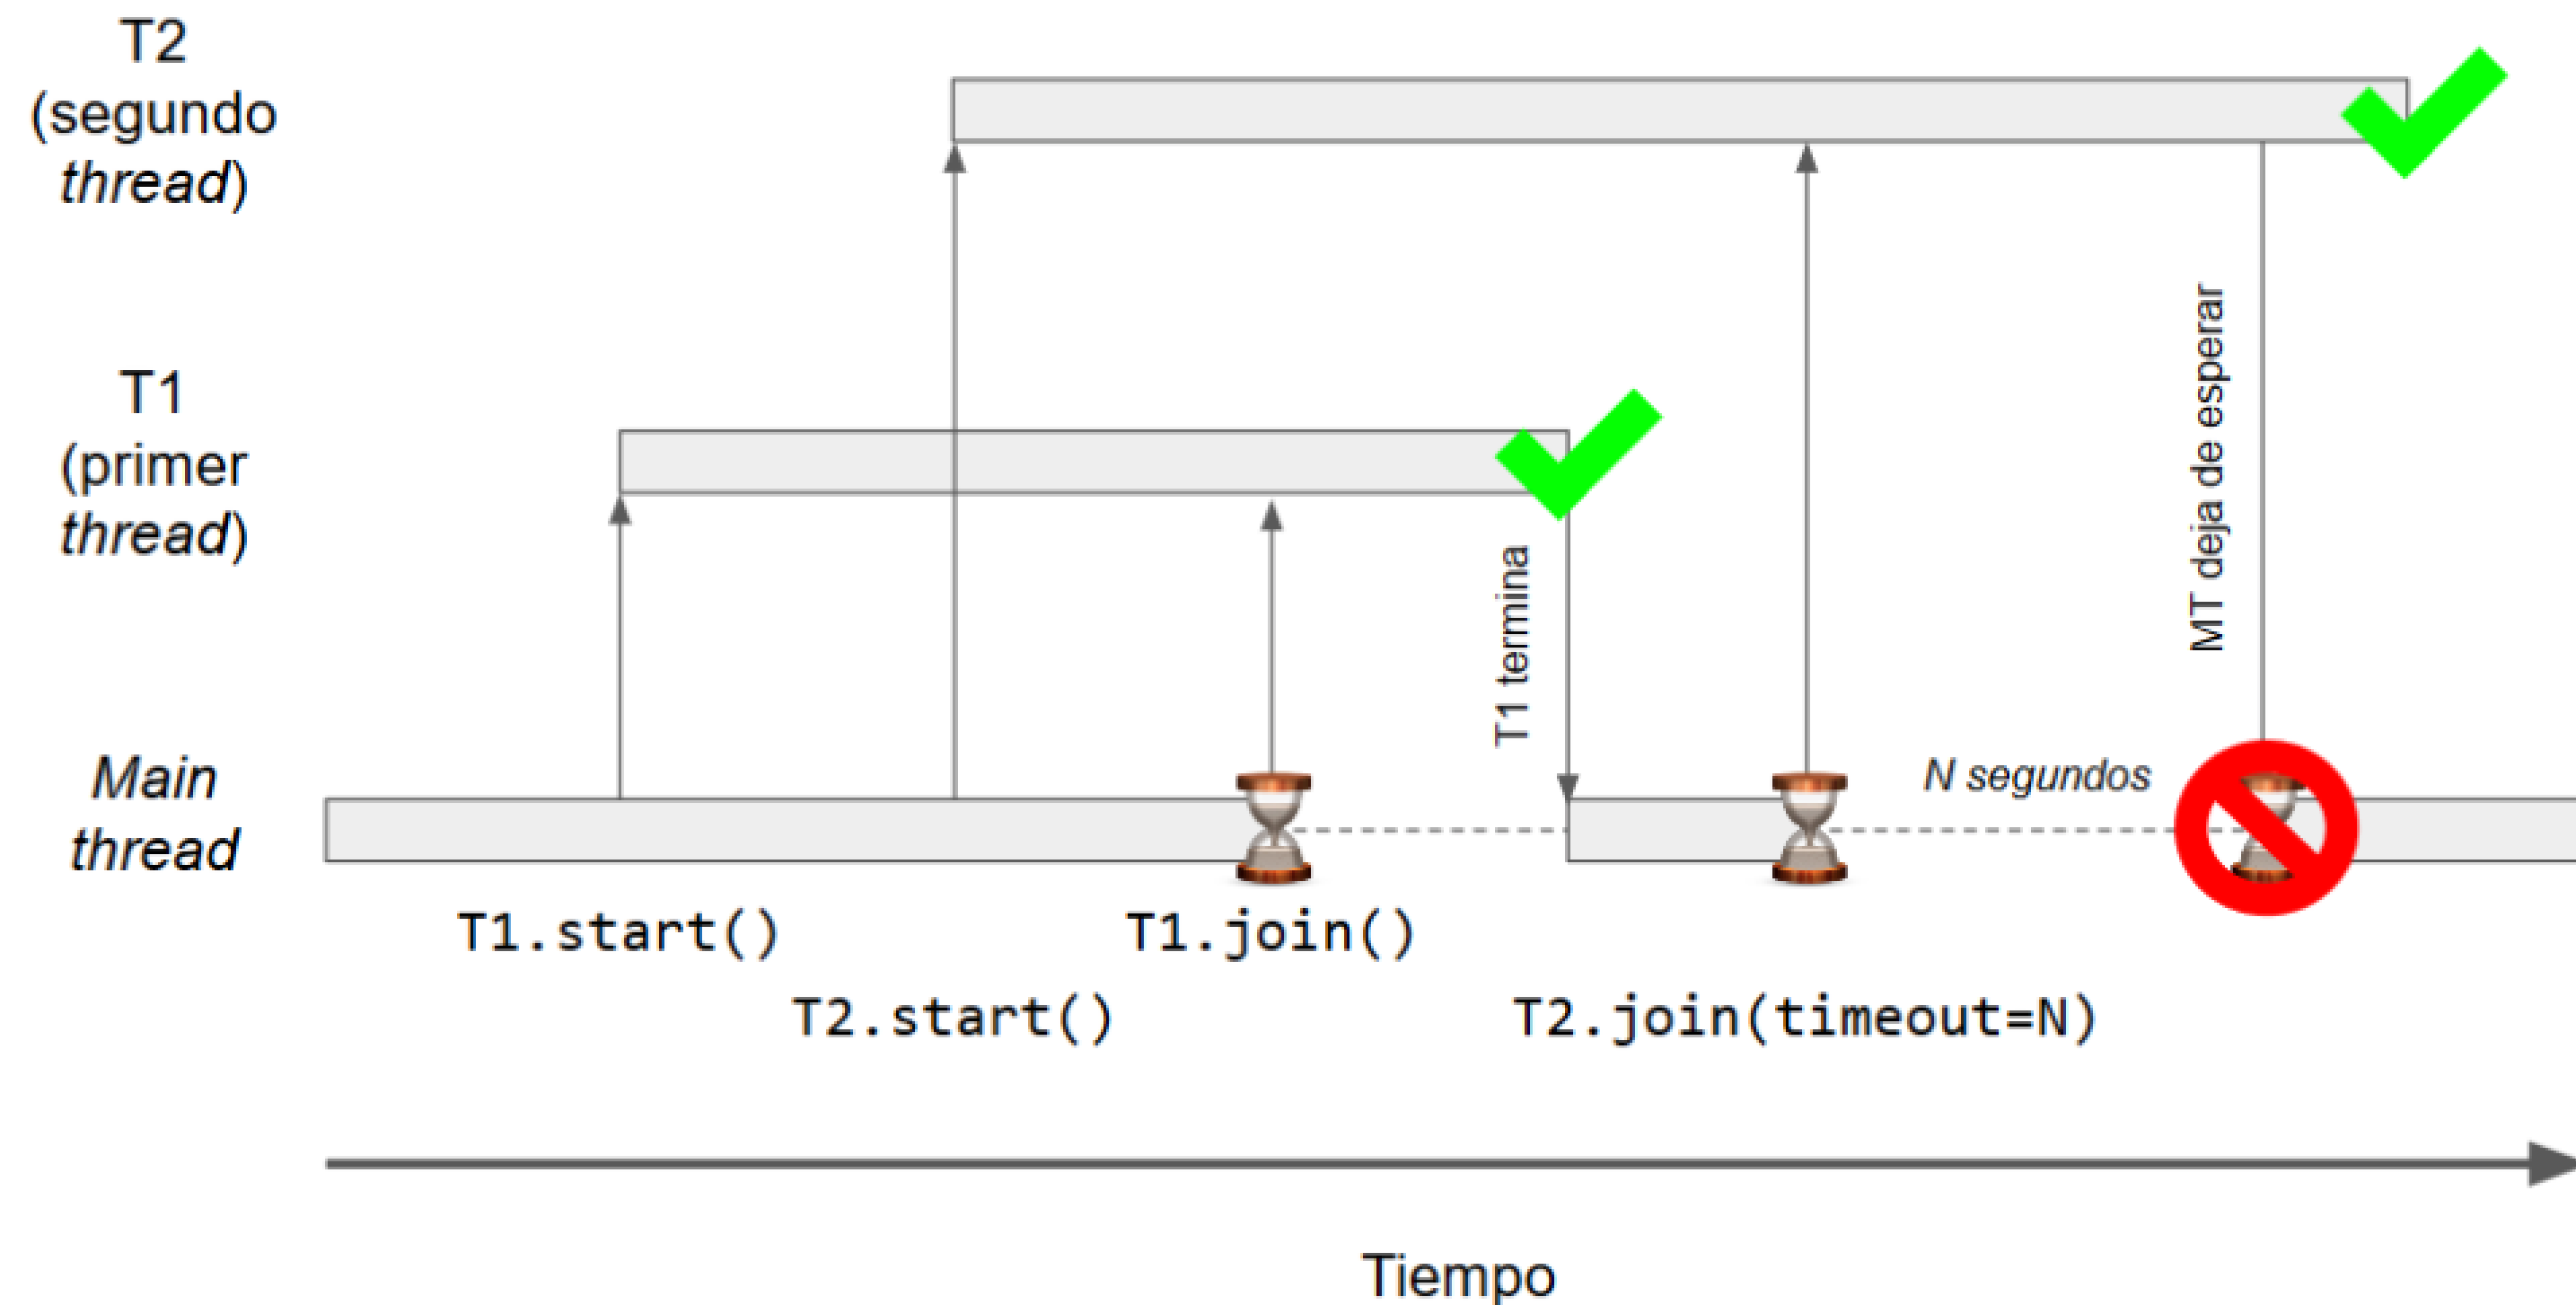 T2
(segundo
thread)
T1
(primer
thread)
T1 termina
MT deja de esperar
Main
thread
N segundos
T1.start()
T1.join()
T2.start()
T2.join(timeout=N)
Tiempo